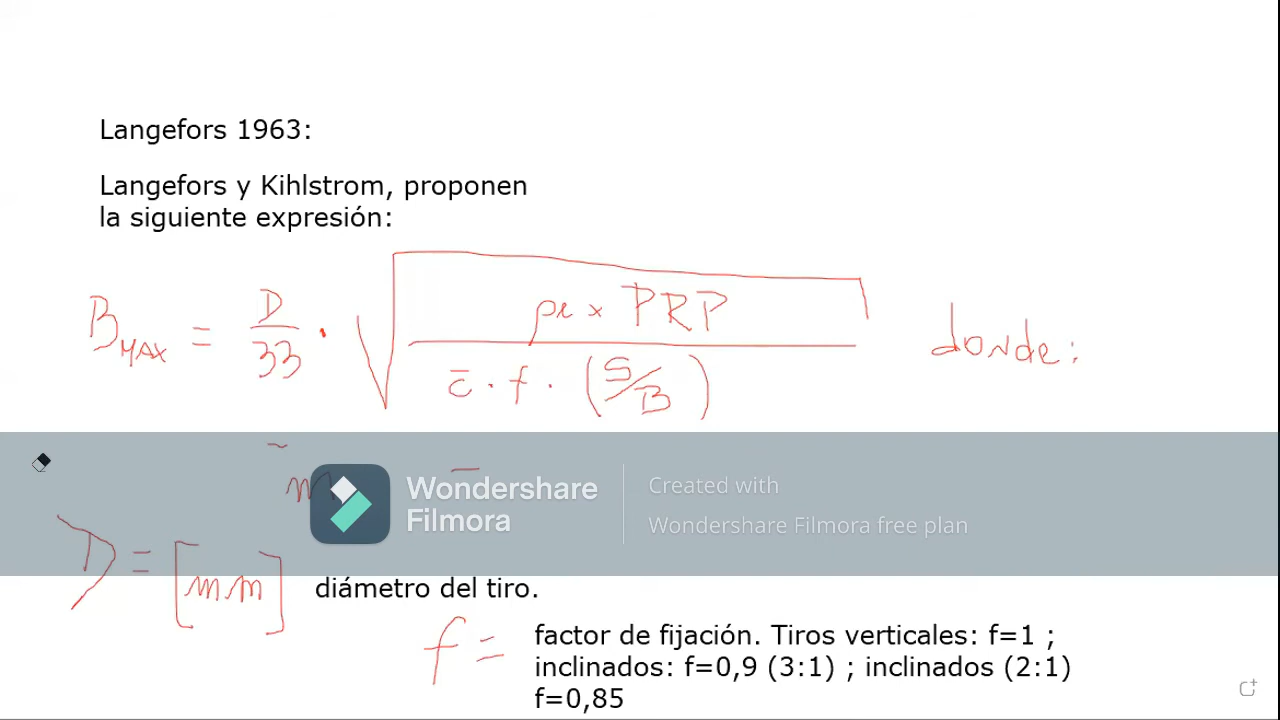 Langefors 1963:
Langefors y Kihlstrom, proponen
la siguiente expresión:
B MAX = D/33 · √ ρe x PRP / c̄ · f · (S/B) donde:
Wondershare
Filmora
Created with
Wondershare Filmora free plan
D = [mm] diámetro del tiro.
f = factor de fijación. Tiros verticales: f=1 ;
inclinados: f=0,9 (3:1) ; inclinados (2:1)
f=0,85